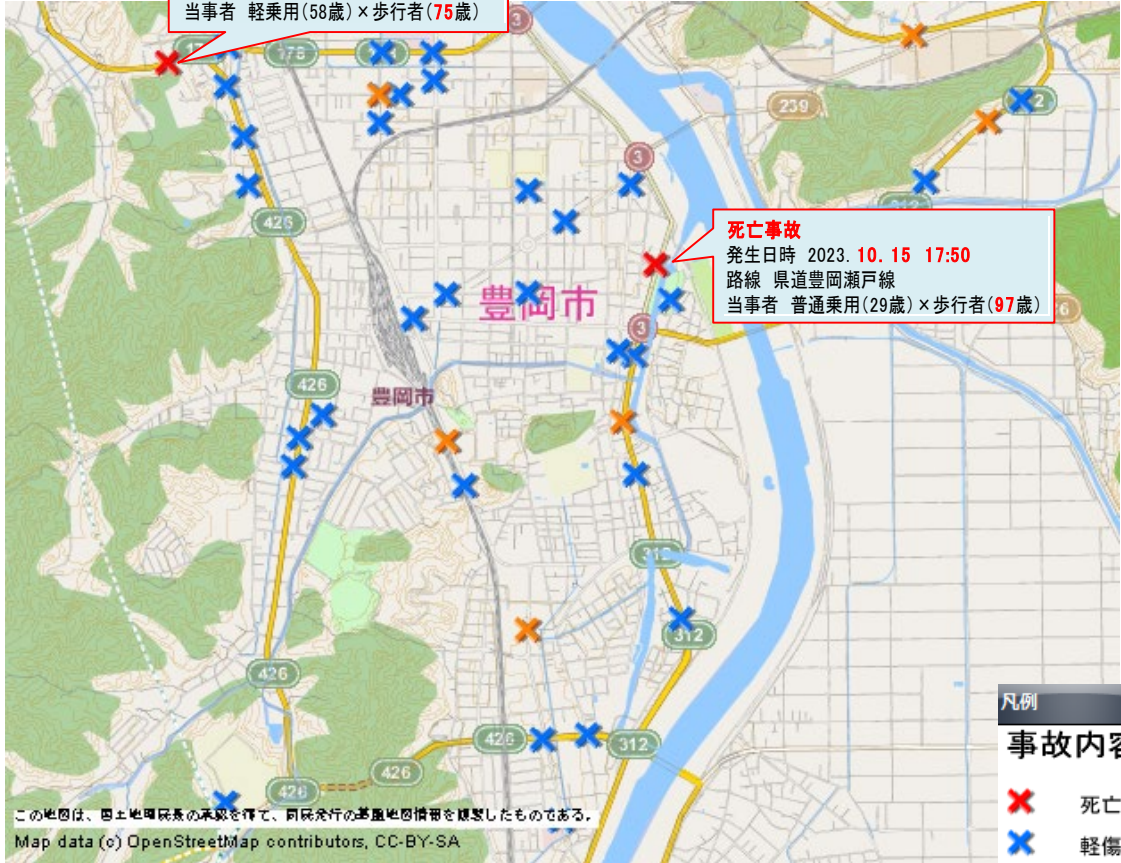 当事者 軽乗用(58歳)×歩行者(75歳)
3
178
426
239
3
312
426
死亡事故
発生日時 2023. 10. 15 17:50
路線 県道豊岡瀬戸線
当事者 普通乗用(29歳)×歩行者(97歳)
豊岡市
3
426
豊岡市
312
312
426
426
312
426
426
凡例
事故内容
死亡
軽傷
この地図は、国土地理院長の承認を得て、同院発行の基盤地図情報を調製したものである。
Map data (c) OpenStreetMap contributors, CC-BY-SA